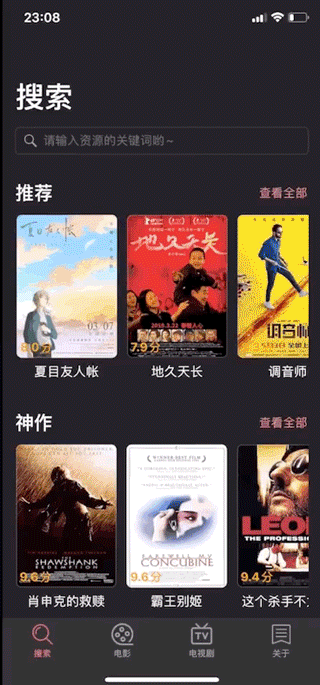 23:08
搜索
请输入资源的关键词哟~
推荐
查看全部
夏目友人帐
03 07
8.0分
地久天长
2019.3.22
7.9分
调音师
夏目友人帐
地久天长
调音师
神作
查看全部
THE
SHAWSHANK
REDEMPTION
9.6分
FAREWELL MY
CONCUBINE
9.6分
LEON
THE PROFESSIONAL
9.4分
肖申克的救赎
霸王别姬
这个杀手不太
搜索
电影
TV
电视剧
关于